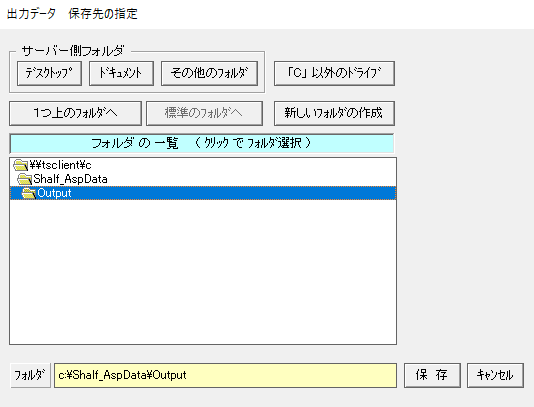 出力データ　保存先の指定
サーバー側フォルダ
ﾃﾞｽｸﾄｯﾌﾟ ﾄﾞｷｭﾒﾝﾄ その他のﾌｫﾙﾀﾞ 「C」以外のﾄﾞﾗｲﾌﾞ
1つ上のﾌｫﾙﾀﾞへ 標準のﾌｫﾙﾀﾞへ 新しいﾌｫﾙﾀﾞの作成
フォルダ の 一覧 （ ｸﾘｯｸ で ﾌｫﾙﾀﾞ選択 ）
¥¥tsclient¥c
Shalf_AspData
Output
ﾌｫﾙﾀﾞ c:¥Shalf_AspData¥Output 保 存 ｷｬﾝｾﾙ